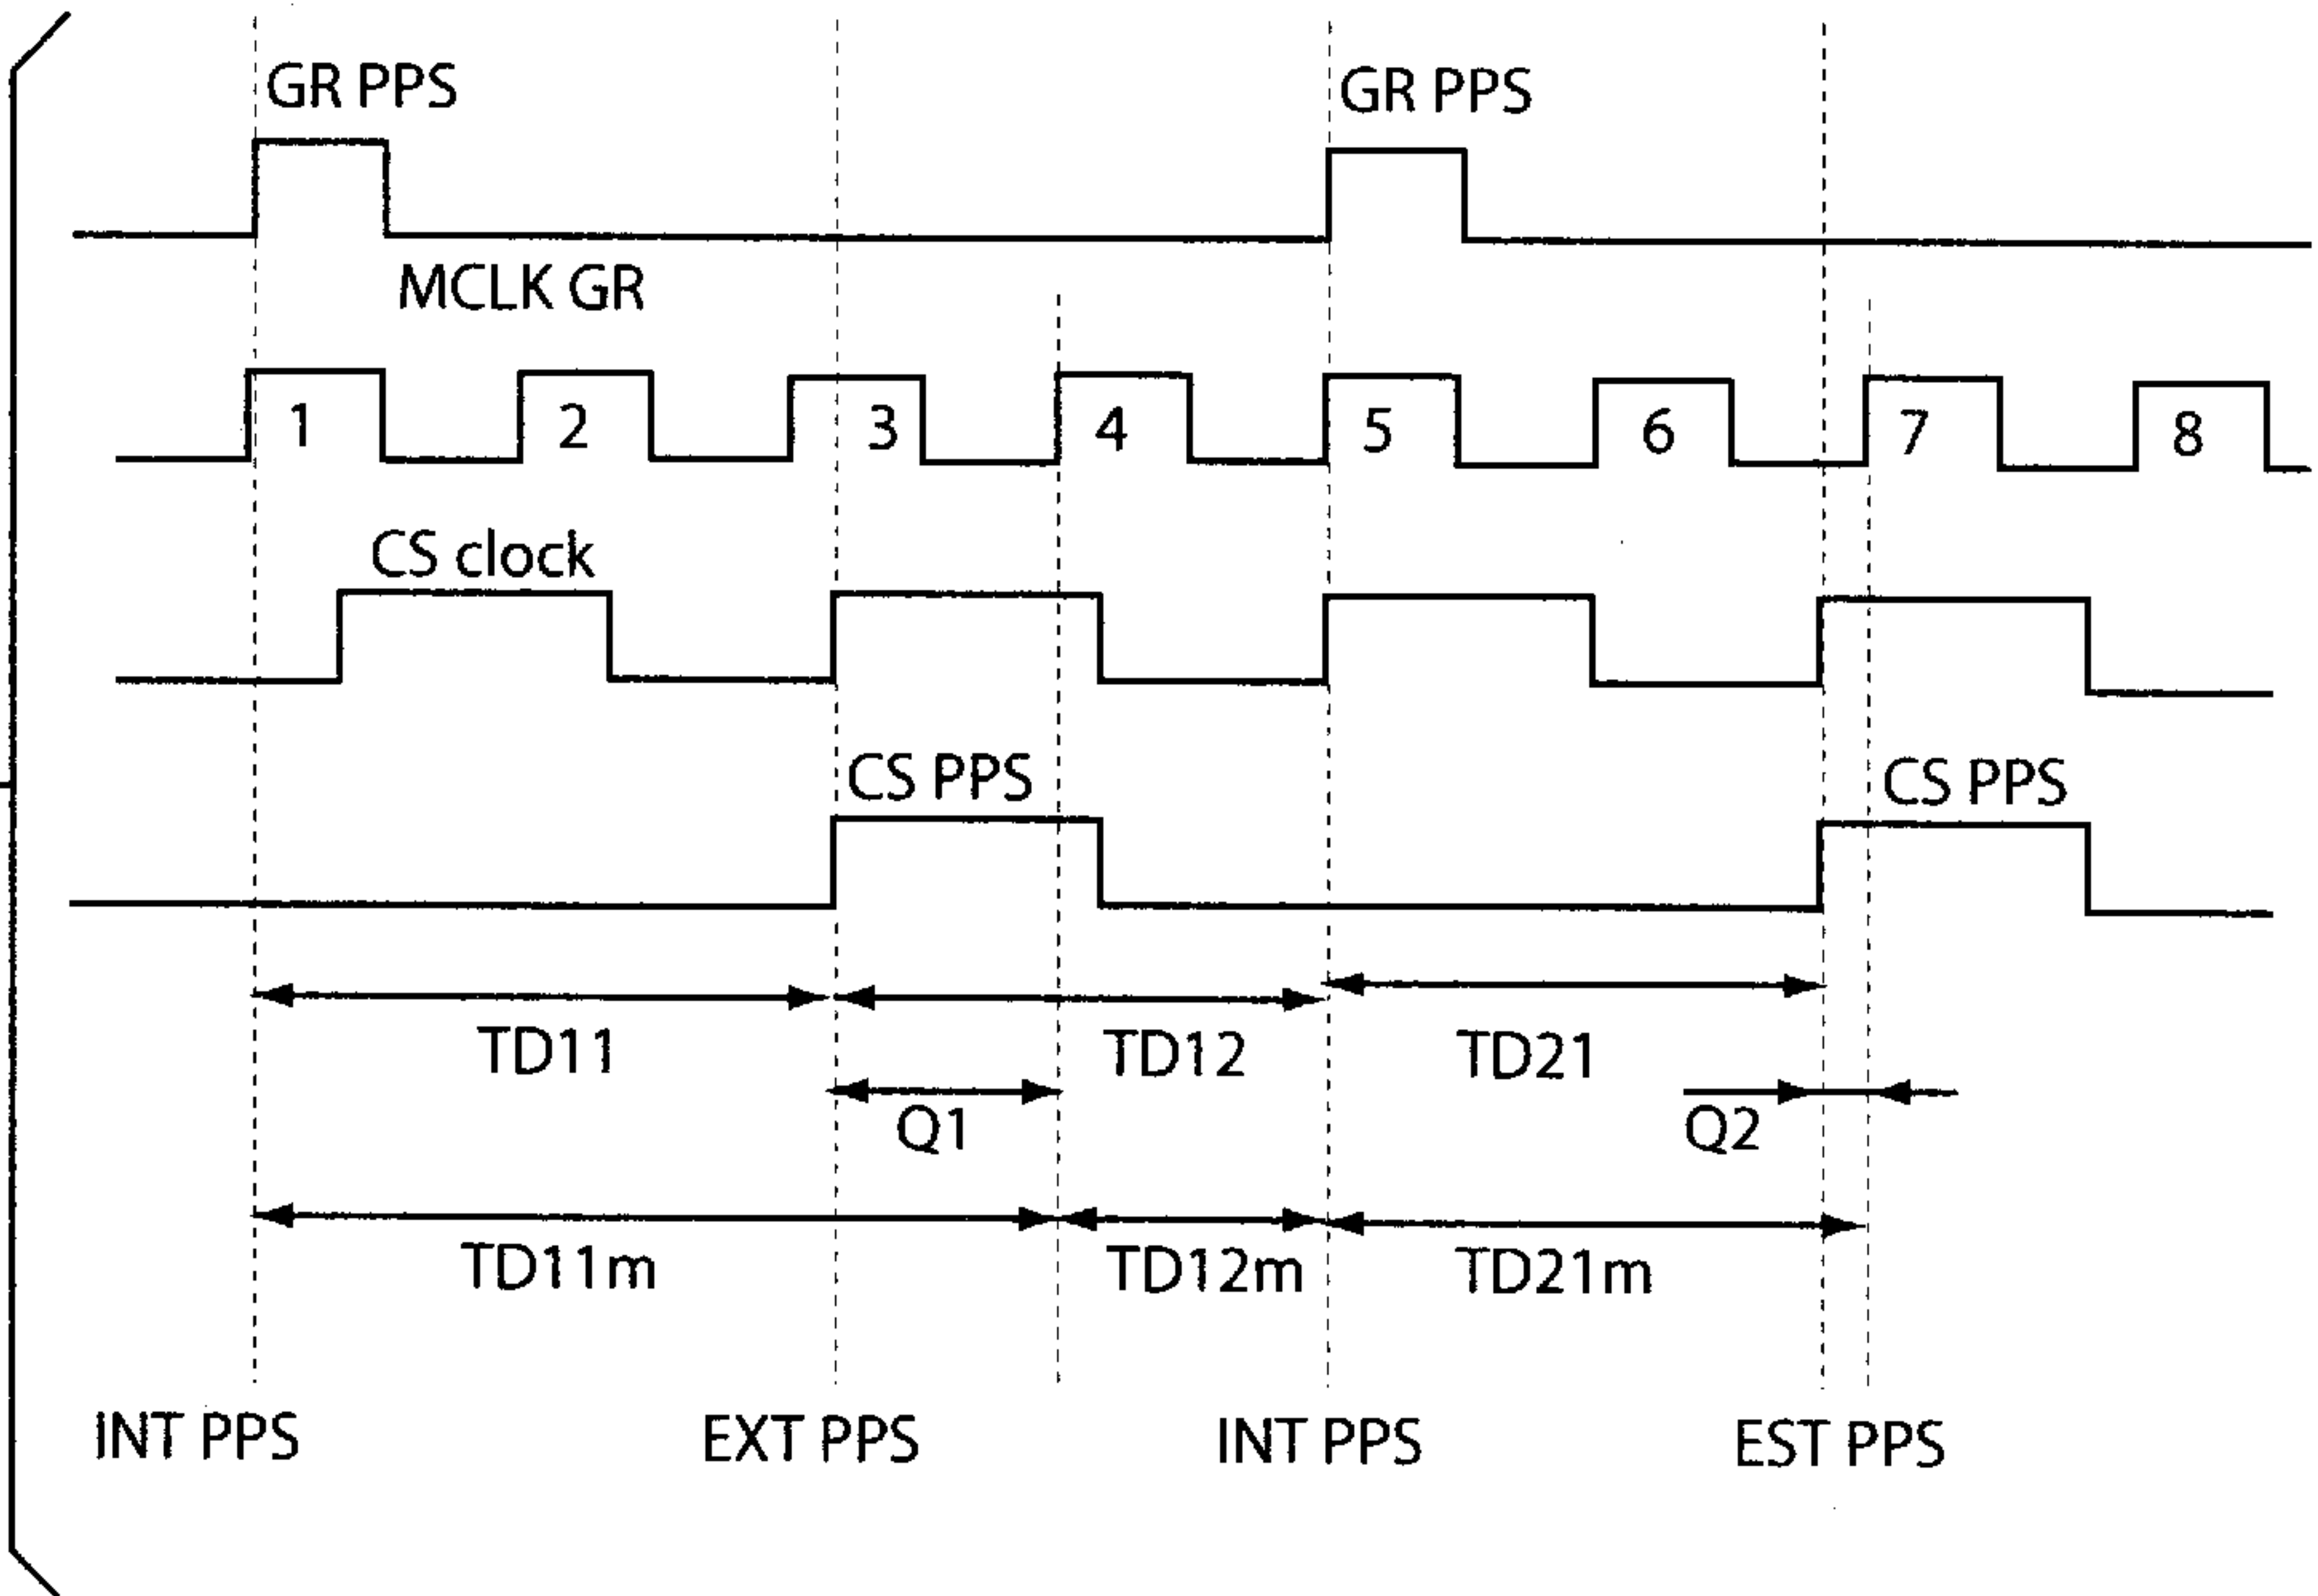 GR PPS
GR PPS
MCLK GR
1 2 3 4 5 6 7 8
CS clock
CS PPS
CS PPS
TD11 TD12 TD21
Q1 Q2
TD11m TD12m TD21m
INT PPS EXT PPS INT PPS EST PPS